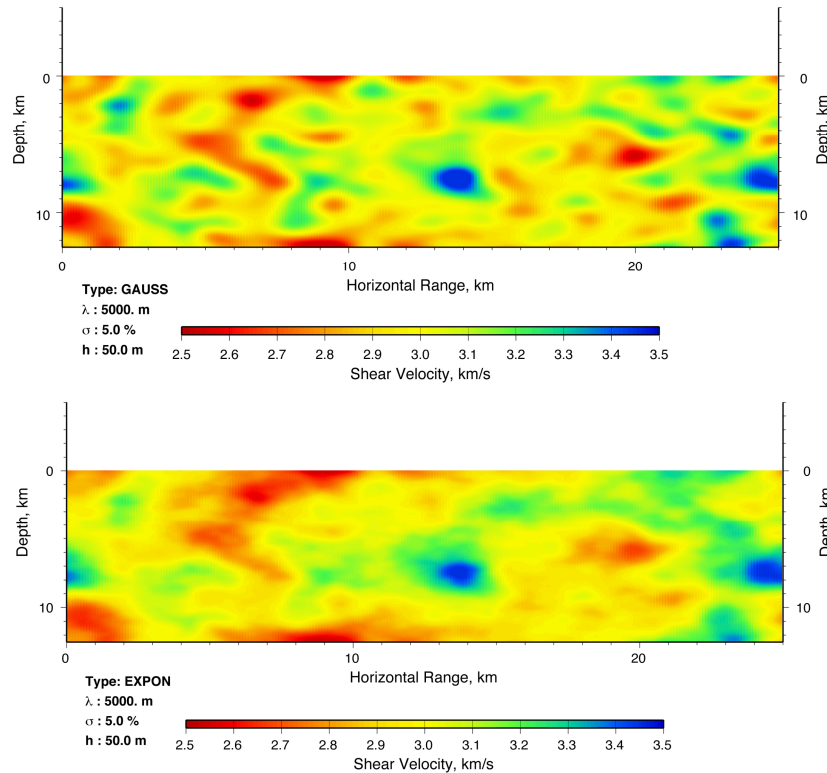 Depth, km
Depth, km
0
0
10
10
0
10
20
Horizontal Range, km
Type: GAUSS
λ : 5000. m
σ : 5.0 %
h : 50.0 m
2.5 2.6 2.7 2.8 2.9 3.0 3.1 3.2 3.3 3.4 3.5
Shear Velocity, km/s
Depth, km
Depth, km
0
0
10
10
0
10
20
Horizontal Range, km
Type: EXPON
λ : 5000. m
σ : 5.0 %
h : 50.0 m
2.5 2.6 2.7 2.8 2.9 3.0 3.1 3.2 3.3 3.4 3.5
Shear Velocity, km/s